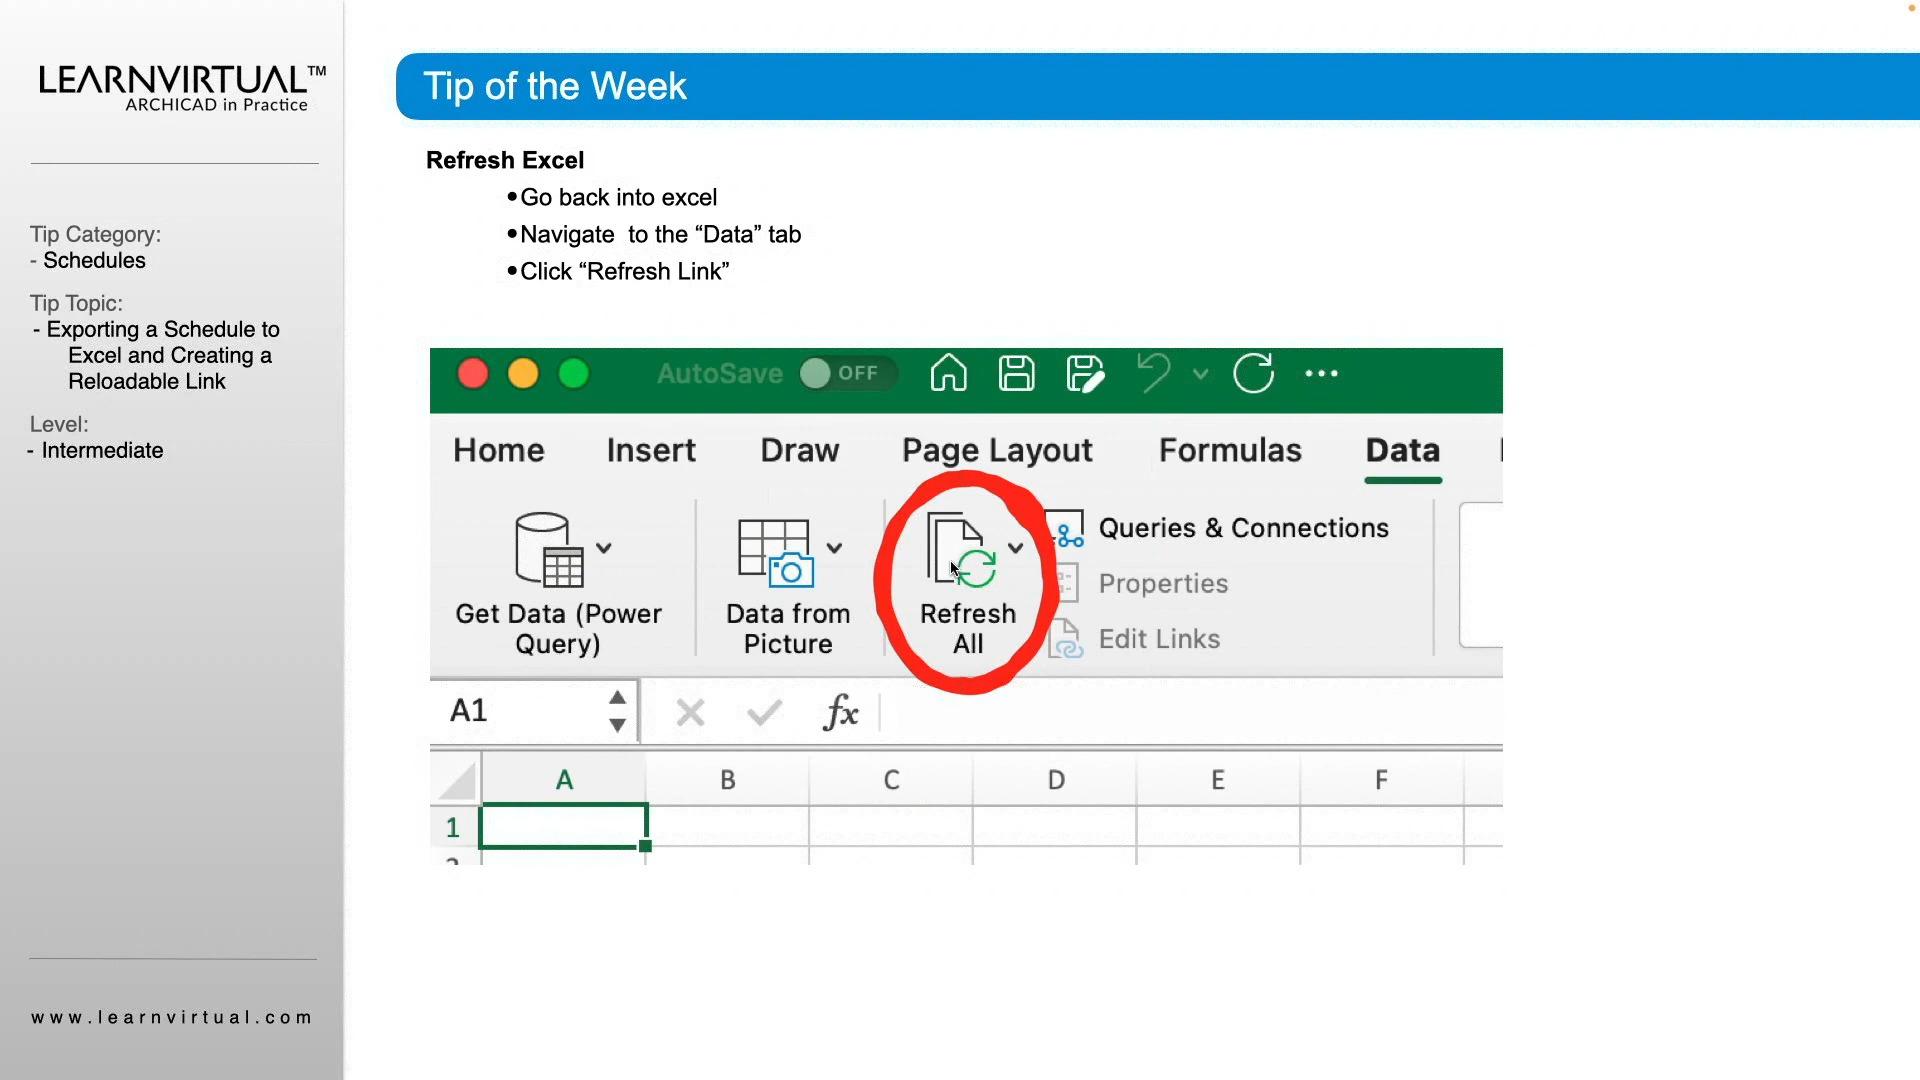 LEARNVIRTUAL™
ARCHICAD in Practice
Tip Category:
- Schedules
Tip Topic:
- Exporting a Schedule to
Excel and Creating a
Reloadable Link
Level:
- Intermediate
www.learnvirtual.com
Tip of the Week
Refresh Excel
•Go back into excel
•Navigate  to the “Data” tab
•Click “Refresh Link”
AutoSave OFF
Home Insert Draw Page Layout Formulas Data
Get Data (Power
Query)
Data from
Picture
Refresh
All
Queries & Connections
Properties
Edit Links
A1 fx
A B C D E F
1